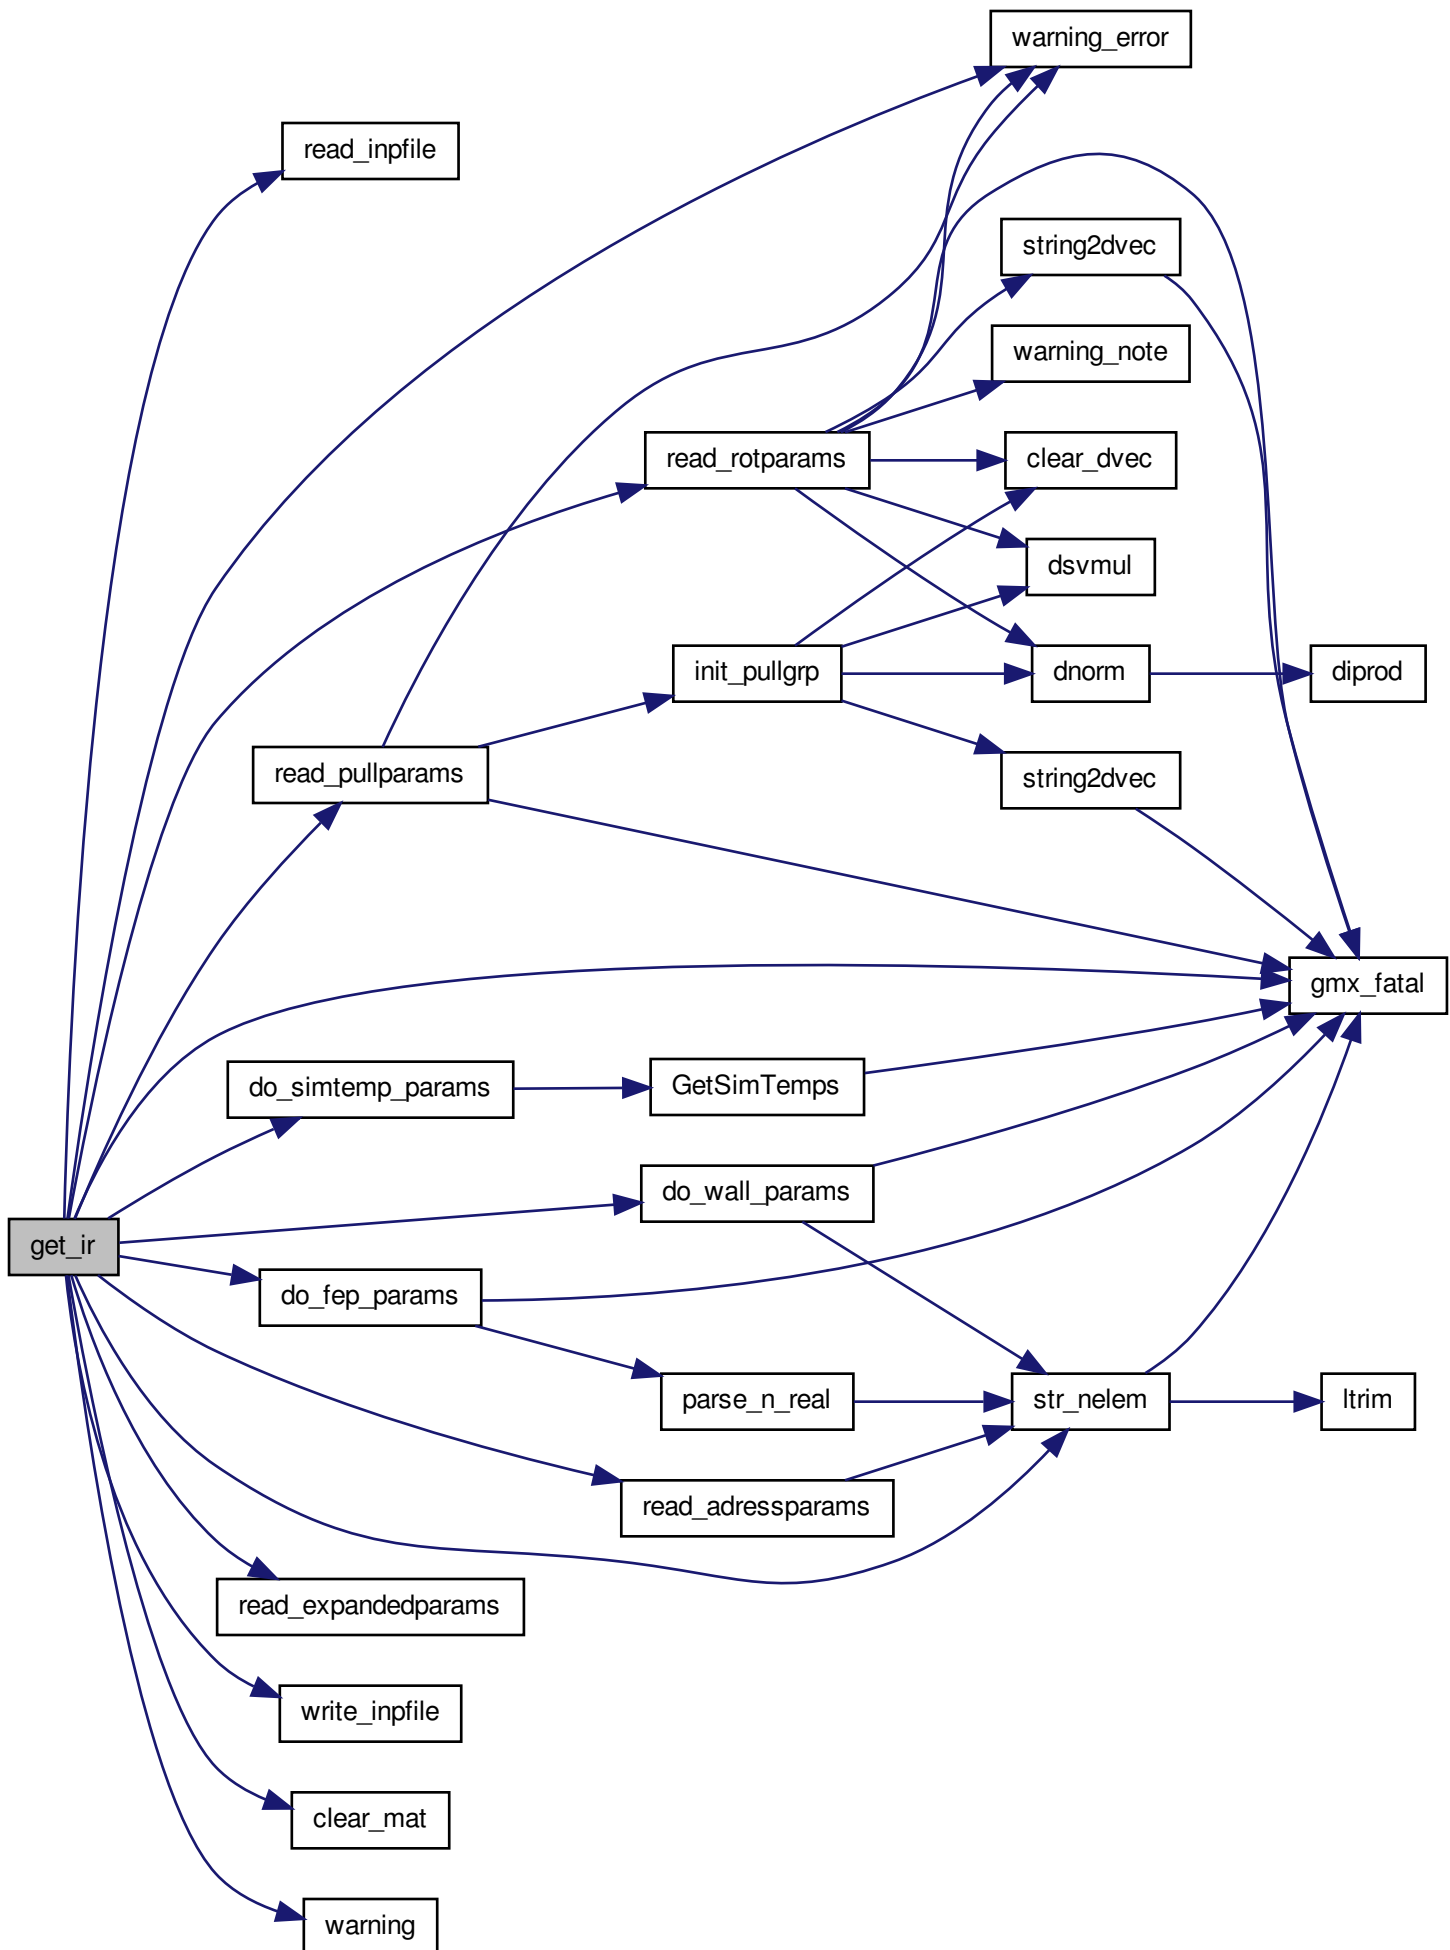 warning_error
read_inpfile
string2dvec
warning_note
read_rotparams
clear_dvec
dsvmul
init_pullgrp
dnorm
diprod
read_pullparams
string2dvec
gmx_fatal
do_simtemp_params
GetSimTemps
do_wall_params
get_ir
do_fep_params
parse_n_real
str_nelem
ltrim
read_adressparams
read_expandedparams
write_inpfile
clear_mat
warning